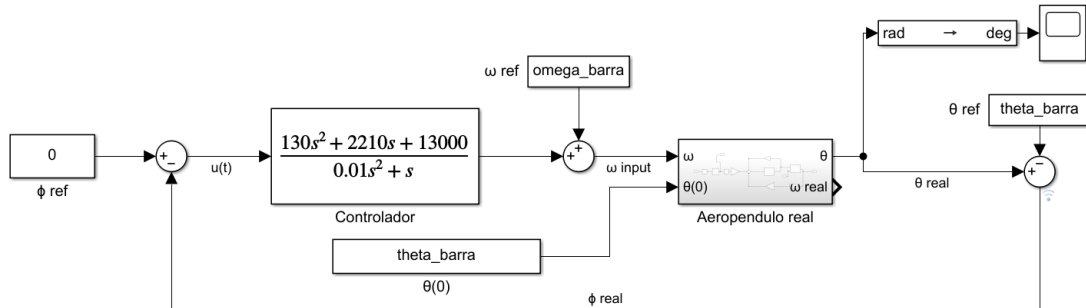 rad → deg
ω ref
omega_barra
θ ref
theta_barra
0
ϕ ref
+
−
u(t)
130s² + 2210s + 13000
0.01s² + s
Controlador
+
+
ω input
ω
θ(0)
θ
ω real
Aeropendulo real
θ real
−
+
theta_barra
θ(0)
ϕ real